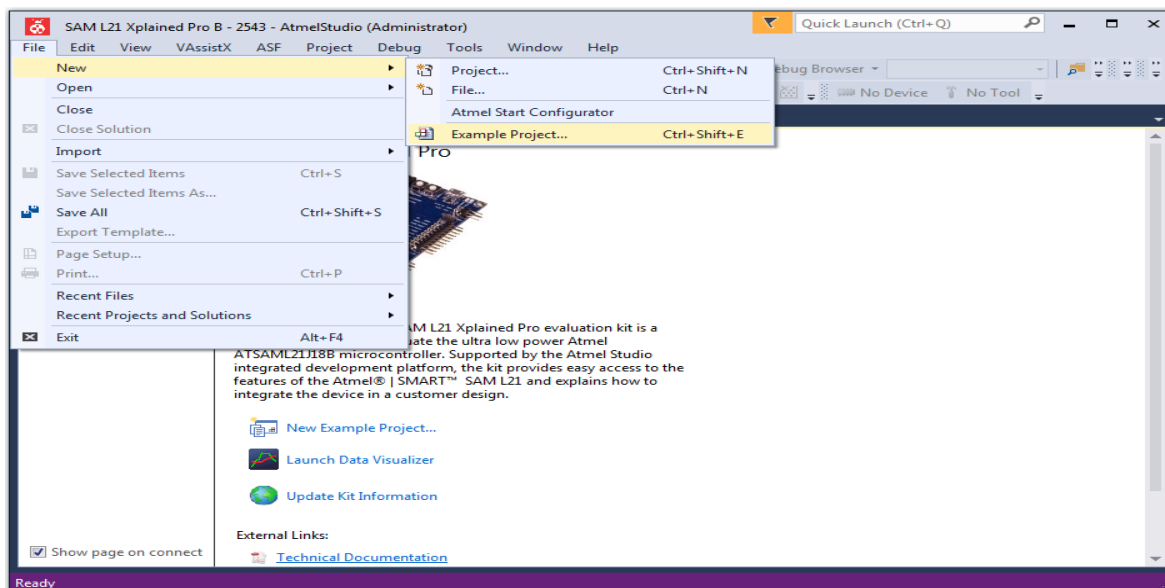 SAM L21 Xplained Pro B - 2543 - AtmelStudio (Administrator)
Quick Launch (Ctrl+Q)
File Edit View VAssistX ASF Project Debug Tools Window Help
New
Open
Close
Close Solution
Import
Save Selected Items Ctrl+S
Save Selected Items As...
Save All Ctrl+Shift+S
Export Template...
Page Setup...
Print... Ctrl+P
Recent Files
Recent Projects and Solutions
Exit Alt+F4
Project... Ctrl+Shift+N
File... Ctrl+N
Atmel Start Configurator
Example Project... Ctrl+Shift+E
ebug Browser
No Device No Tool
Pro
AM L21 Xplained Pro evaluation kit is a
uate the ultra low power Atmel
ATSAML21J18B microcontroller. Supported by the Atmel Studio
integrated development platform, the kit provides easy access to the
features of the Atmel® | SMART™ SAM L21 and explains how to
integrate the device in a customer design.
New Example Project...
Launch Data Visualizer
Update Kit Information
External Links:
Technical Documentation
Show page on connect
Ready